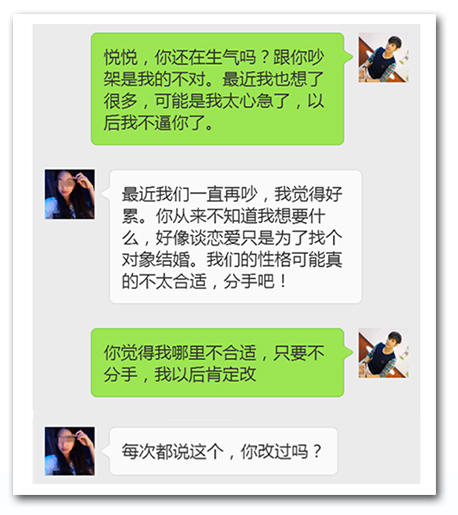 悦悦，你还在生气吗？跟你吵
架是我的不对。最近我也想了
很多，可能是我太心急了，以
后我不逼你了。
最近我们一直再吵，我觉得好
累。你从来不知道我想要什
么，好像谈恋爱只是为了找个
对象结婚。我们的性格可能真
的不太合适，分手吧！
你觉得我哪里不合适，只要不
分手，我以后肯定改
每次都说这个，你改过吗？